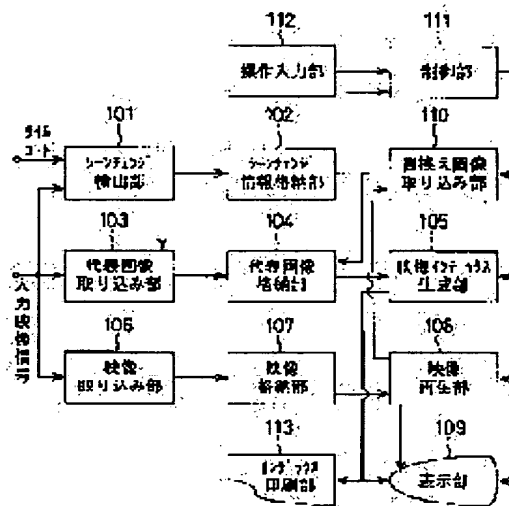 112
操作入力部
111
制御部
101
タイム
コード
シーンチェンジ
検出部
102
シーンチェンジ
情報格納部
110
置換え画像
取り込み部
103
代表画像
取り込み部
104
代表画像
格納部
105
映像インデックス
生成部
入力映像信号
106
映像
取り込み部
107
映像
格納部
108
映像
再生部
113
インデックス
印刷部
109
表示部